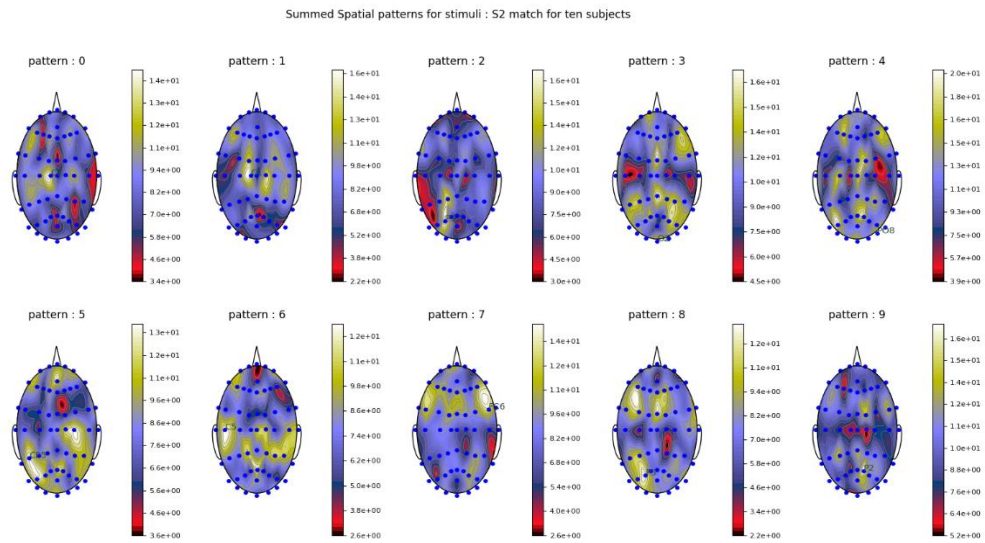 Summed Spatial patterns for stimuli : S2 match for ten subjects
pattern : 0
1.4e+01
1.2e+01
1.1e+01
9.4e+00
8.2e+00
7.0e+00
5.8e+00
4.6e+00
3.4e+00
pattern : 1
1.6e+01
1.4e+01
1.3e+01
1.1e+01
9.8e+00
8.3e+00
6.8e+00
5.2e+00
3.8e+00
2.2e+00
pattern : 2
1.6e+01
1.5e+01
1.3e+01
1.2e+01
1.0e+01
9.0e+00
7.5e+00
6.0e+00
4.5e+00
3.0e+00
pattern : 3
1.6e+01
1.5e+01
1.4e+01
1.2e+01
1.0e+01
9.0e+00
7.5e+00
6.0e+00
4.5e+00
pattern : 4
2.0e+01
1.8e+01
1.6e+01
1.5e+01
1.3e+01
1.1e+01
9.3e+00
7.5e+00
5.7e+00
3.9e+00
pattern : 5
1.3e+01
1.2e+01
1.1e+01
9.6e+00
8.4e+00
7.2e+00
6.0e+00
4.8e+00
3.6e+00
pattern : 6
C5
1.2e+01
1.1e+01
9.8e+00
8.6e+00
7.4e+00
6.2e+00
5.0e+00
3.8e+00
2.6e+00
pattern : 7
1.4e+01
1.2e+01
1.1e+01
9.6e+00
8.2e+00
6.8e+00
5.4e+00
4.0e+00
2.6e+00
pattern : 8
1.2e+01
1.1e+01
9.4e+00
8.2e+00
7.0e+00
5.8e+00
4.6e+00
3.4e+00
2.2e+00
pattern : 9
P2
1.6e+01
1.5e+01
1.4e+01
1.2e+01
1.1e+01
1.0e+01
8.8e+00
7.6e+00
6.4e+00
5.2e+00